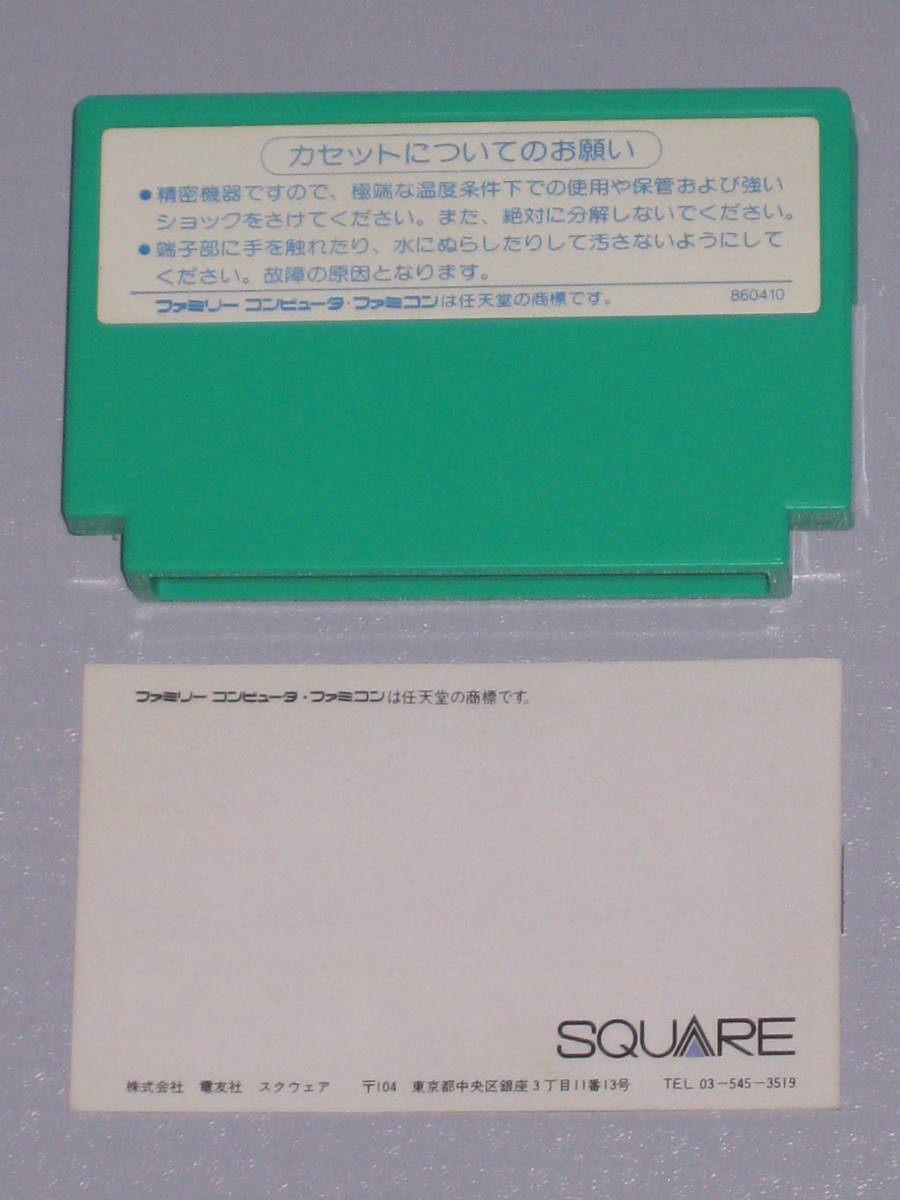 カセットについてのお願い
●精密機器ですので、極端な温度条件下での使用や保管および強い
ショックをさけてください。また、絶対に分解しないでください。
●端子部に手を触れたり、水にぬらしたりして汚さないようにして
ください。故障の原因となります。
ファミリー コンピュータ・ファミコンは任天堂の商標です。 860410
ファミリー コンピュータ・ファミコンは任天堂の商標です。
SQUARE
株式会社 電友社 スクウェア 〒104 東京都中央区銀座3丁目11番13号 TEL 03-545-3519